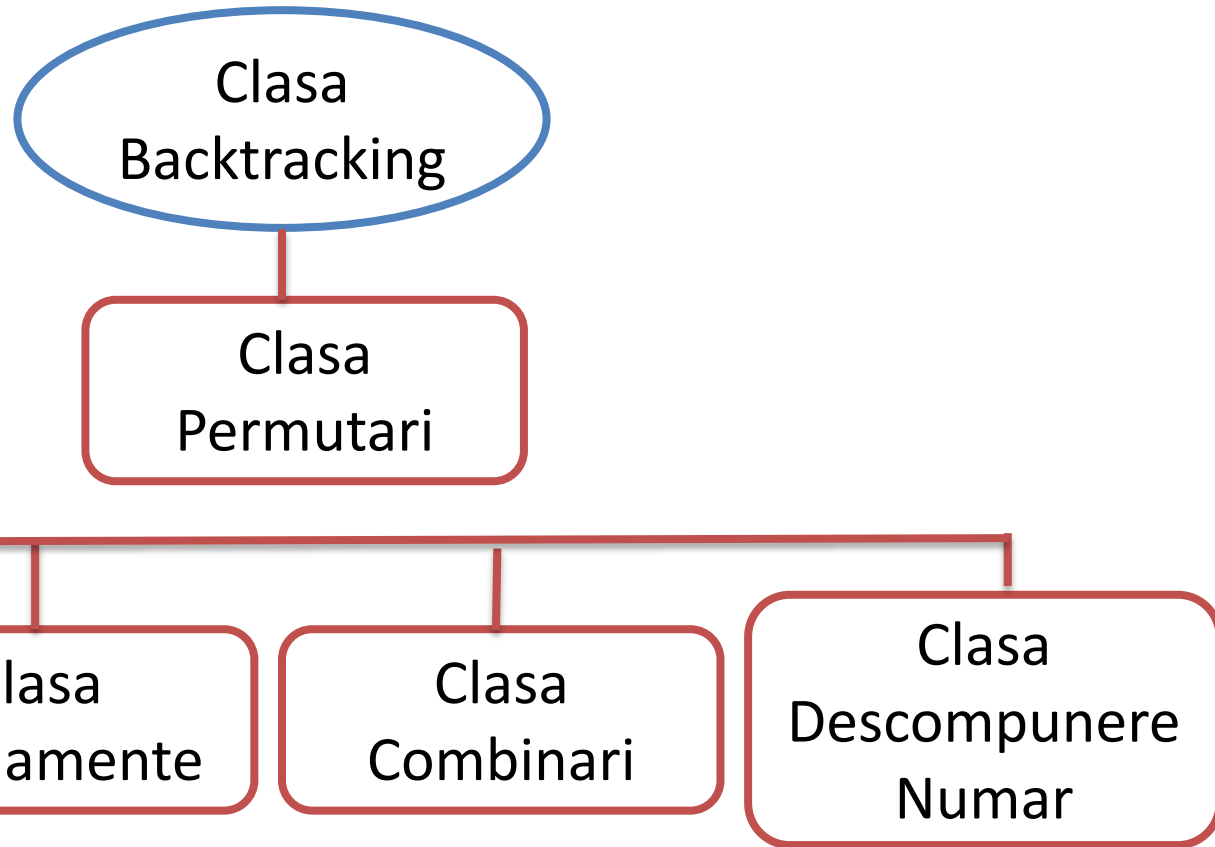 Clasa
Backtracking
Clasa
Permutari
lasa
amente
Clasa
Combinari
Clasa
Descompunere
Numar